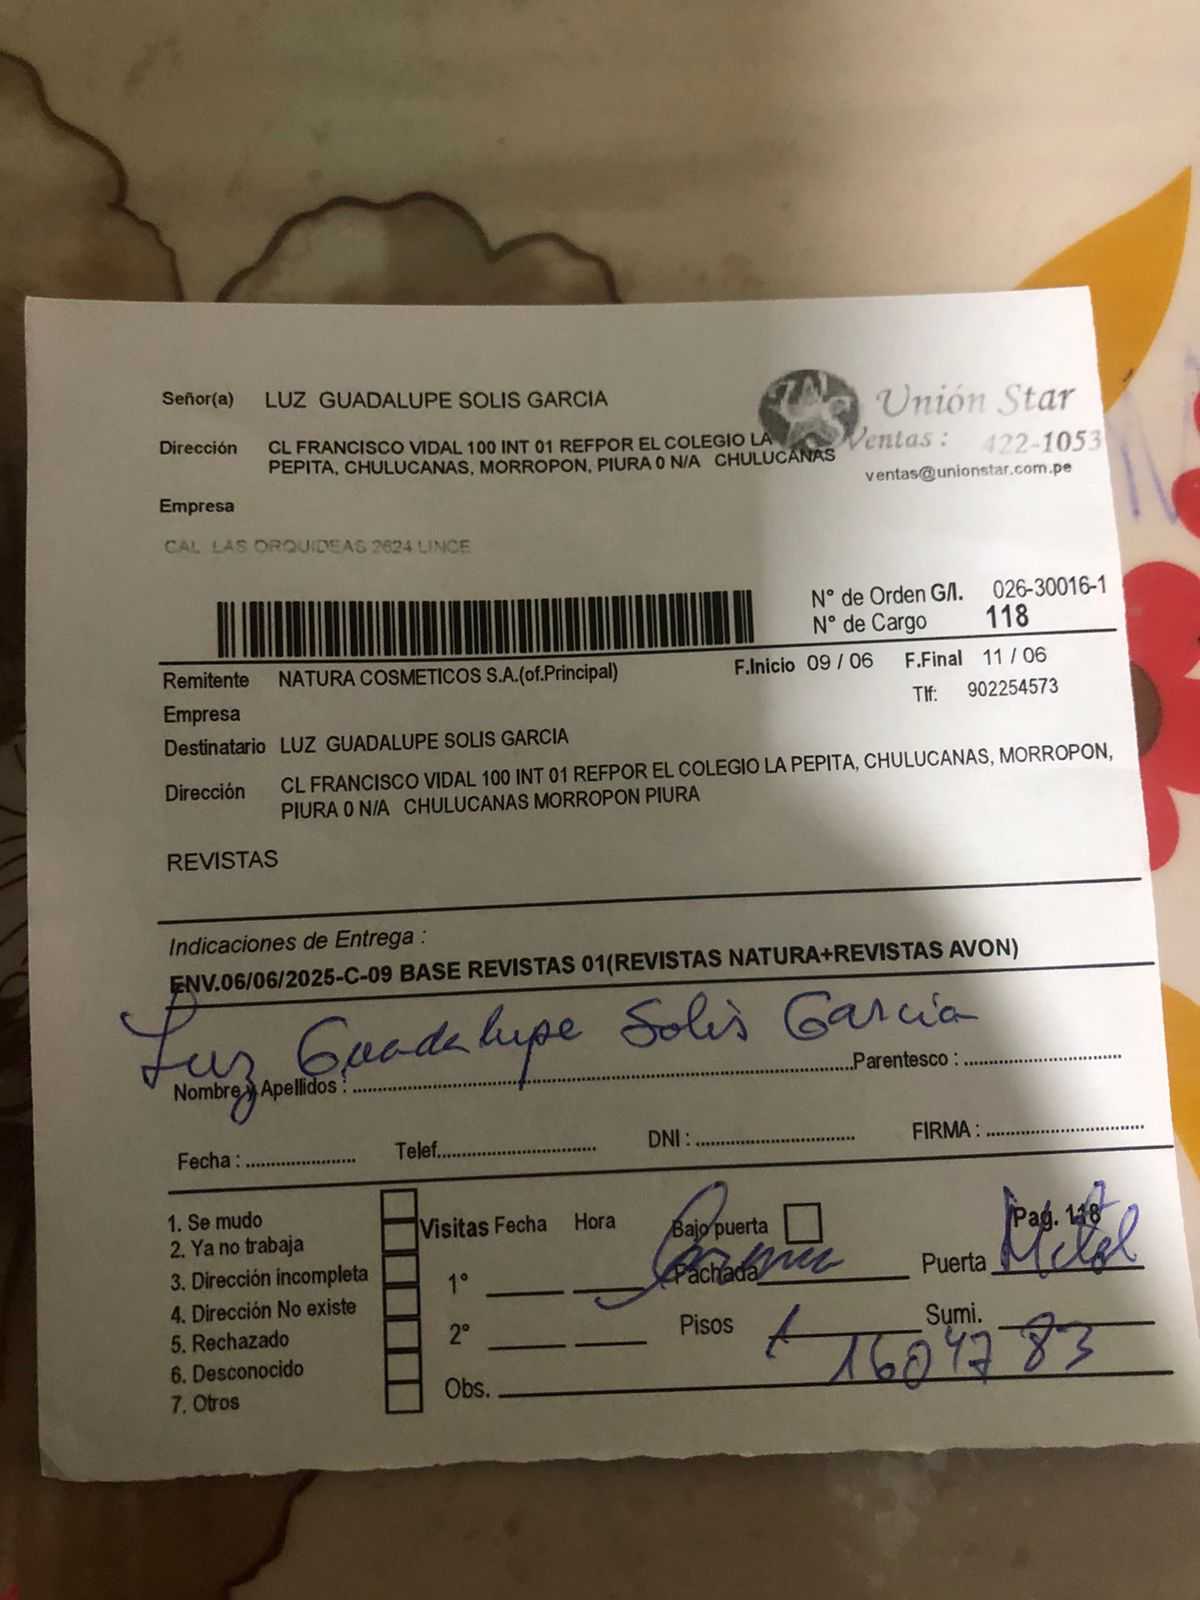 Señor(a) LUZ GUADALUPE SOLIS GARCIA
Unión Star
Dirección CL FRANCISCO VIDAL 100 INT 01 REFPOR EL COLEGIO LA
PEPITA, CHULUCANAS, MORROPON, PIURA 0 N/A CHULUCANAS
Ventas : 422-1053
ventas@unionstar.com.pe
Empresa
CAL LAS ORQUIDEAS 2624 LINCE
N° de Orden G/I. 026-30016-1
N° de Cargo 118
Remitente NATURA COSMETICOS S.A.(of.Principal) F.Inicio 09 / 06 F.Final 11 / 06
Empresa Tlf: 902254573
Destinatario LUZ GUADALUPE SOLIS GARCIA
Dirección CL FRANCISCO VIDAL 100 INT 01 REFPOR EL COLEGIO LA PEPITA, CHULUCANAS, MORROPON,
PIURA 0 N/A CHULUCANAS MORROPON PIURA
REVISTAS
Indicaciones de Entrega :
ENV.06/06/2025-C-09 BASE REVISTAS 01(REVISTAS NATURA+REVISTAS AVON)
Luz Guadalupe Solis Garcia
Nombre y Apellidos : Parentesco :
Fecha : Telef. DNI : FIRMA :
1. Se mudo
2. Ya no trabaja
3. Dirección incompleta
4. Dirección No existe
5. Rechazado
6. Desconocido
7. Otros
Visitas Fecha Hora
1°
2°
Obs.
Bajo puerta Pag. 118
Fachada Puerta Metal
Pisos 1 Sumi.
16047 83